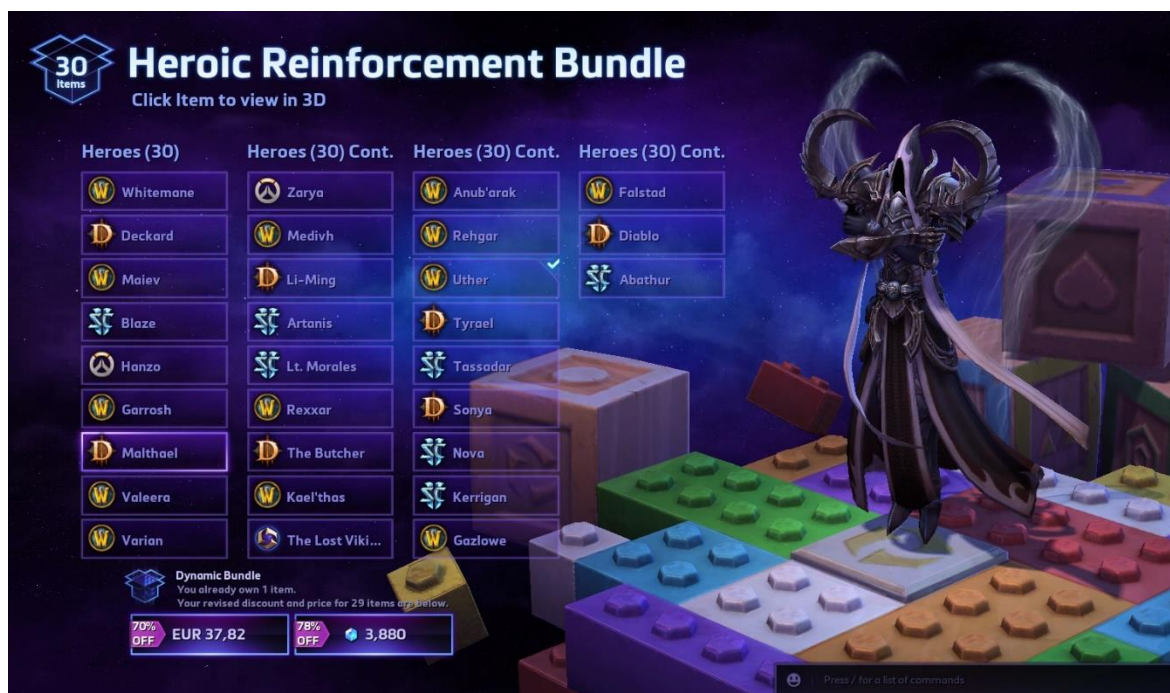 30
items
Heroic Reinforcement Bundle
Click Item to view in 3D
Heroes (30)
Whitemane
Deckard
Maiev
Blaze
Hanzo
Garrosh
Malthael
Valeera
Varian
Heroes (30) Cont.
Zarya
Medivh
Li-Ming
Artanis
Lt. Morales
Rexxar
The Butcher
Kael'thas
The Lost Viki...
Heroes (30) Cont.
Anub'arak
Rehgar
Uther
Tyrael
Tassadar
Sonya
Nova
Kerrigan
Gazlowe
Heroes (30) Cont.
Falstad
Diablo
Abathur
Dynamic Bundle
You already own 1 item.
Your revised discount and price for 29 items are below.
70%
OFF
EUR 37,82
78%
OFF
3,880
Press / for a list of commands